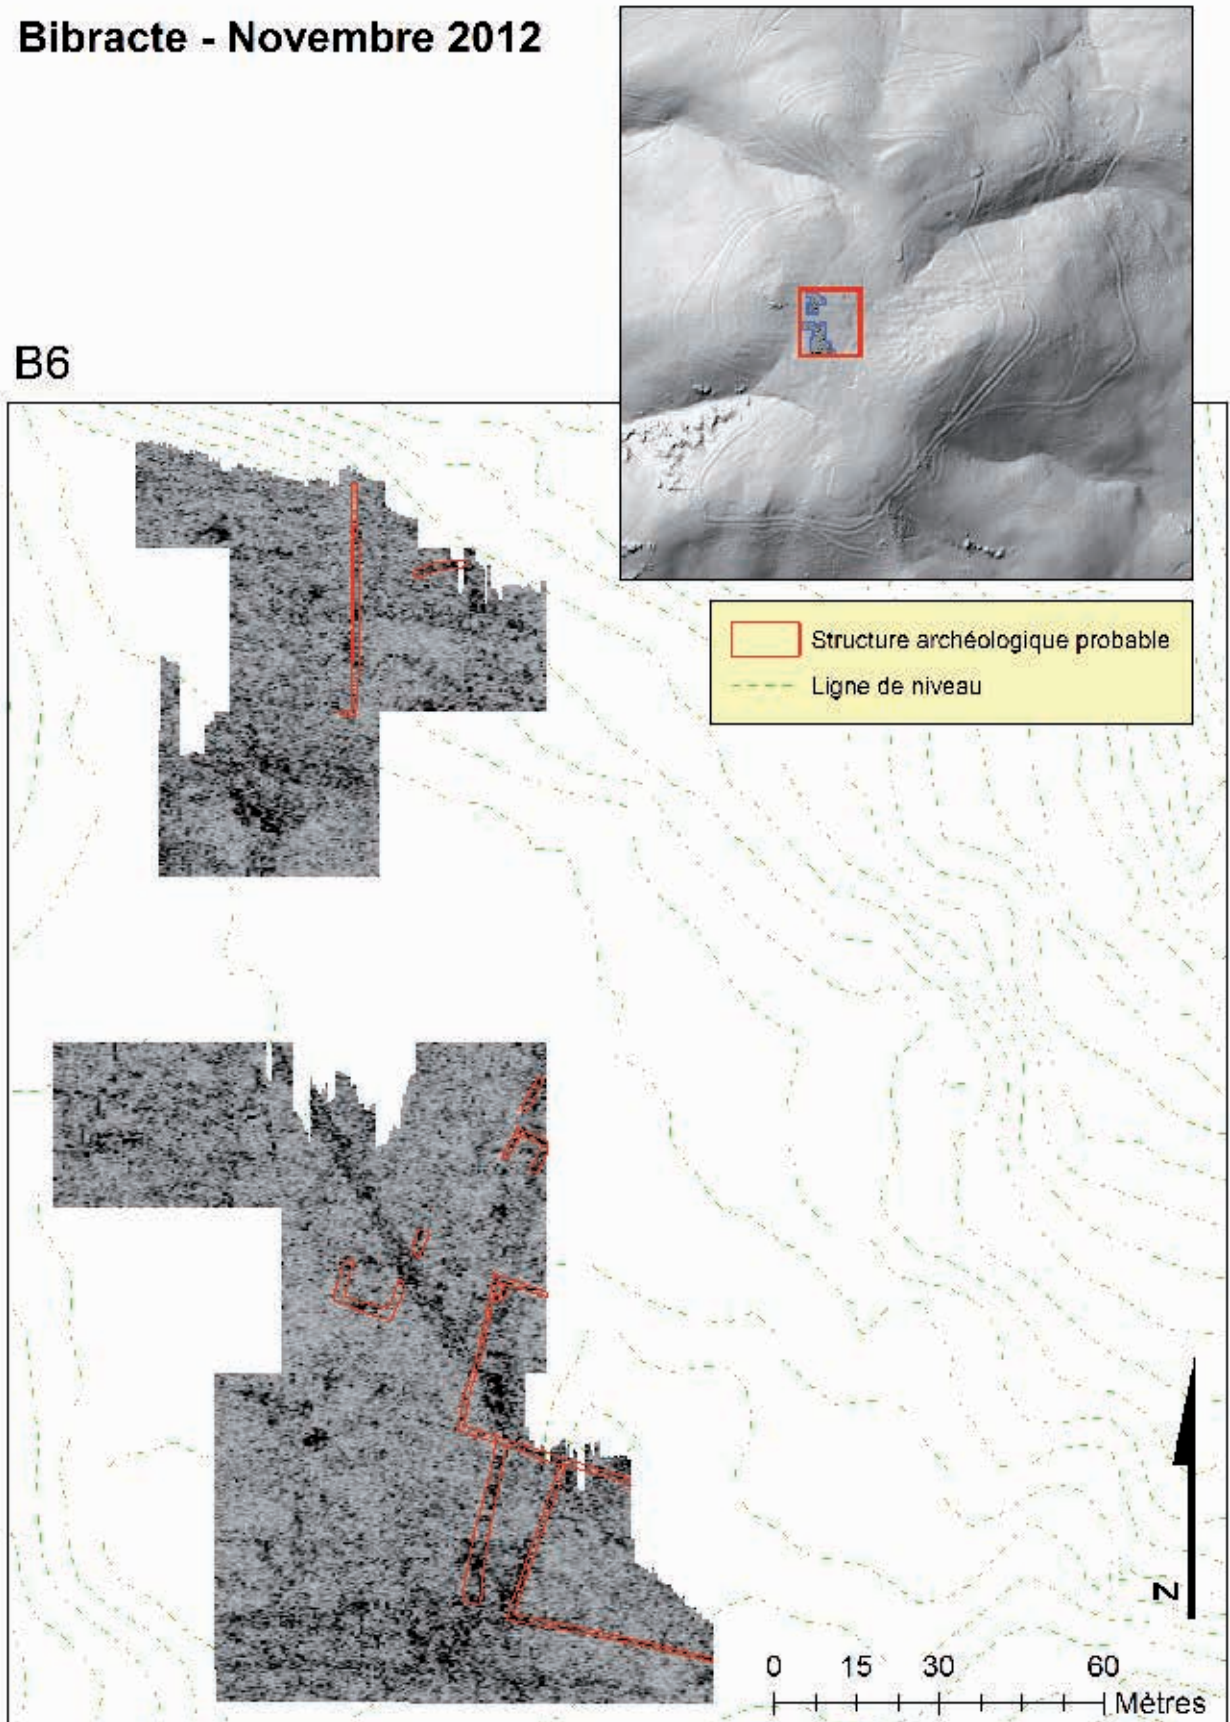 Bibracte - Novembre 2012
B6
Structure archéologique probable
Ligne de niveau
N
0 15 30 60
Mètres